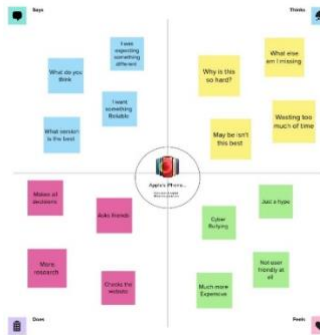 Says
Thinks
I was
expecting
something
different
What do you
think
I want
something
Reliable
What version
is the best
What else
am I missing
Why is this
so hard?
Wasting too
much of time
May be isn't
this best
Apple's Phone...
Makes all
decisions
Asks friends
More
research
Checks the
website
Just a hype
Cyber
Bullying
Not user
friendly at
all
Much more
Expensive
Does
Feels